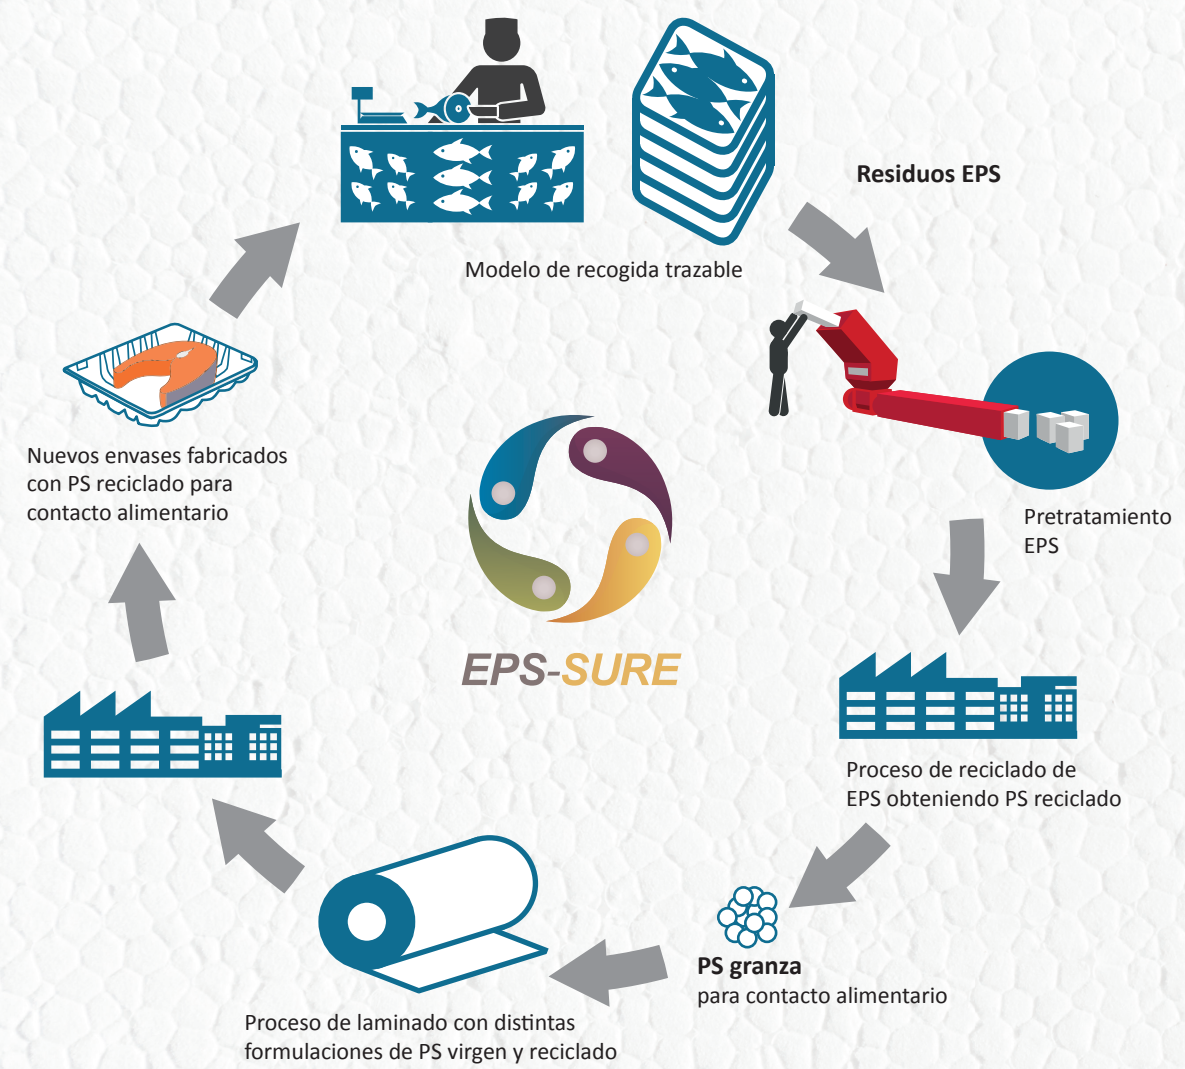 Residuos EPS
Modelo de recogida trazable
Pretratamiento
EPS
Proceso de reciclado de
EPS obteniendo PS reciclado
PS granza
para contacto alimentario
Proceso de laminado con distintas
formulaciones de PS virgen y reciclado
Nuevos envases fabricados
con PS reciclado para
contacto alimentario
EPS-SURE